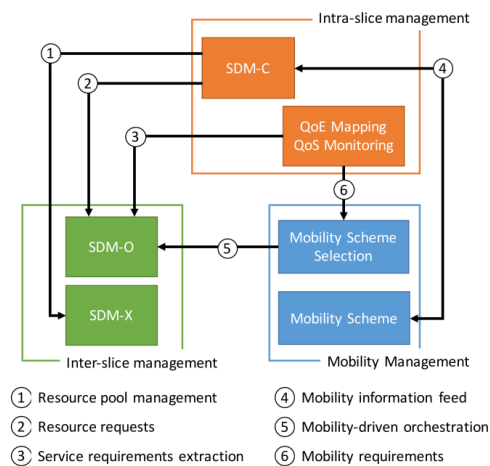 Intra-slice management
1
SDM-C
4
2
QoE Mapping
QoS Monitoring
3
6
SDM-O
5
Mobility Scheme
Selection
SDM-X
Mobility Scheme
Inter-slice management
Mobility Management
1 Resource pool management
2 Resource requests
3 Service requirements extraction
4 Mobility information feed
5 Mobility-driven orchestration
6 Mobility requirements